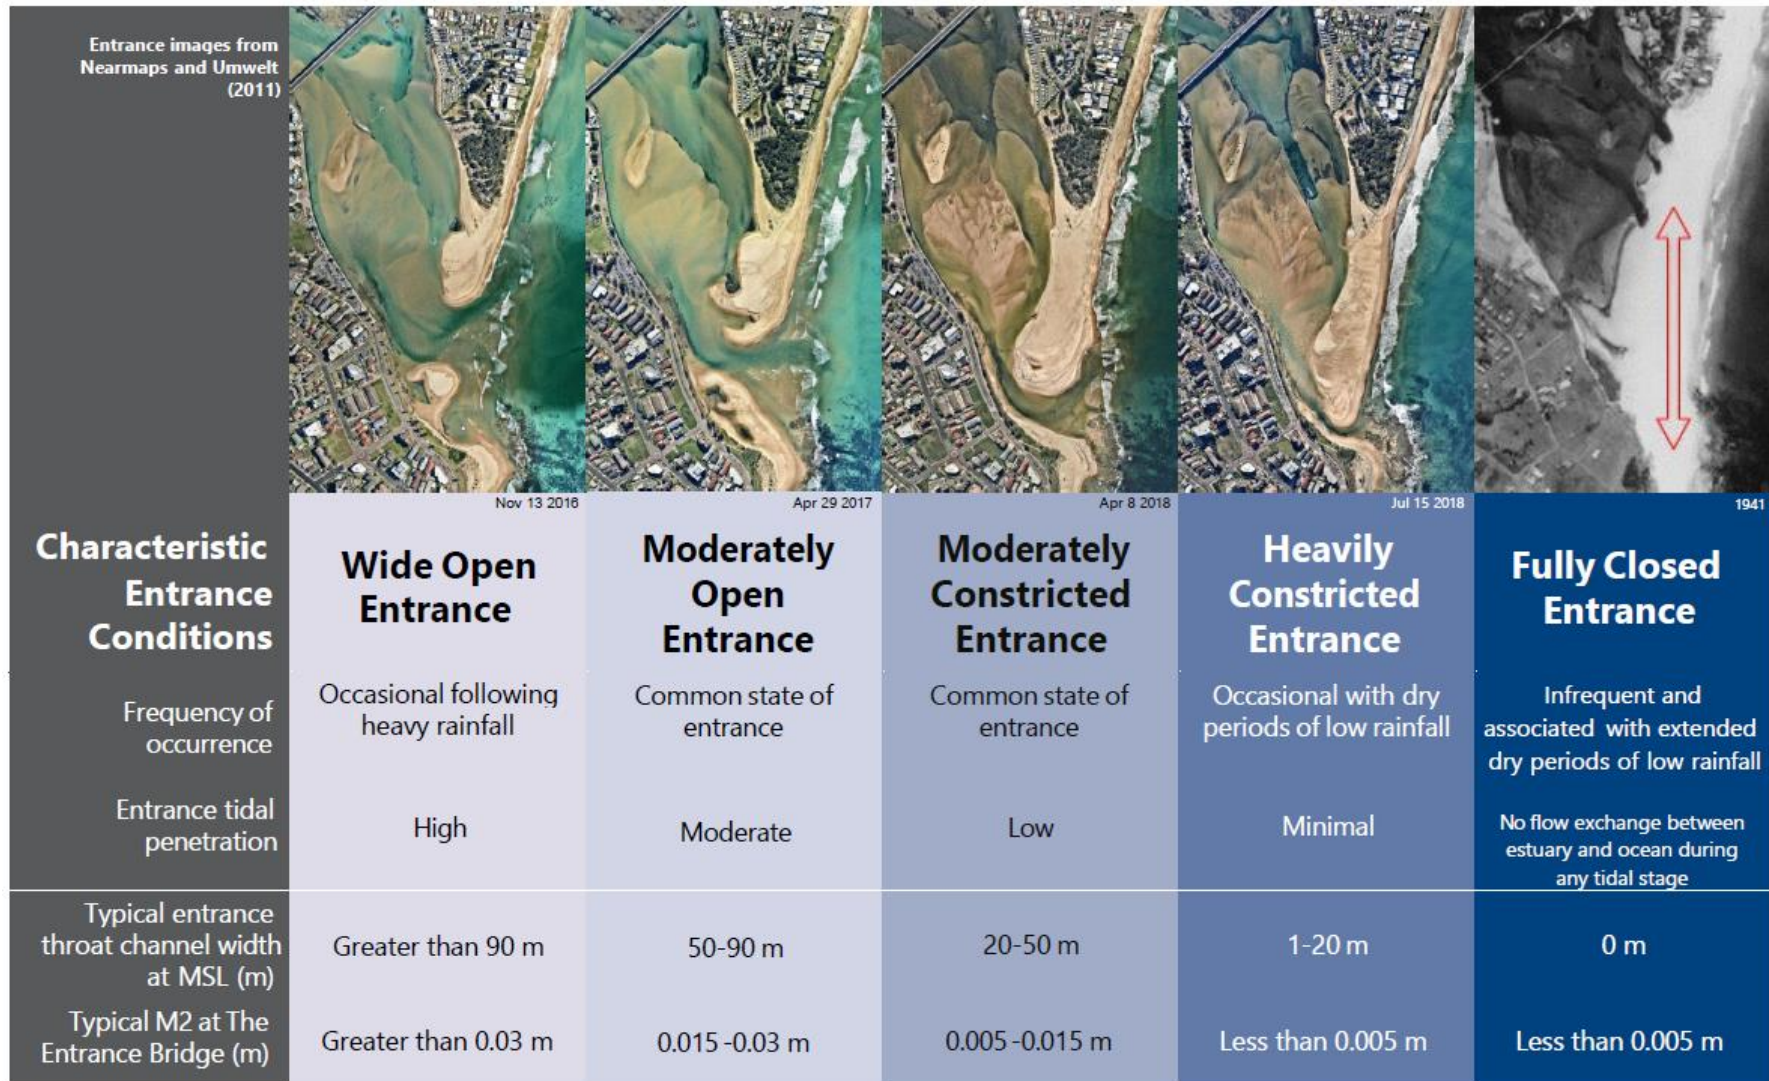 Entrance images from
Nearmaps and Umwelt
(2011)
Nov 13 2016
Apr 29 2017
Apr 8 2018
Jul 15 2018
1941
Characteristic
Entrance
Conditions
Wide Open
Entrance
Moderately
Open
Entrance
Moderately
Constricted
Entrance
Heavily
Constricted
Entrance
Fully Closed
Entrance
Frequency of
occurrence
Occasional following
heavy rainfall
Common state of
entrance
Common state of
entrance
Occasional with dry
periods of low rainfall
Infrequent and
associated with extended
dry periods of low rainfall
Entrance tidal
penetration
High
Moderate
Low
Minimal
No flow exchange between
estuary and ocean during
any tidal stage
Typical entrance
throat channel width
at MSL (m)
Greater than 90 m
50-90 m
20-50 m
1-20 m
0 m
Typical M2 at The
Entrance Bridge (m)
Greater than 0.03 m
0.015 -0.03 m
0.005 -0.015 m
Less than 0.005 m
Less than 0.005 m